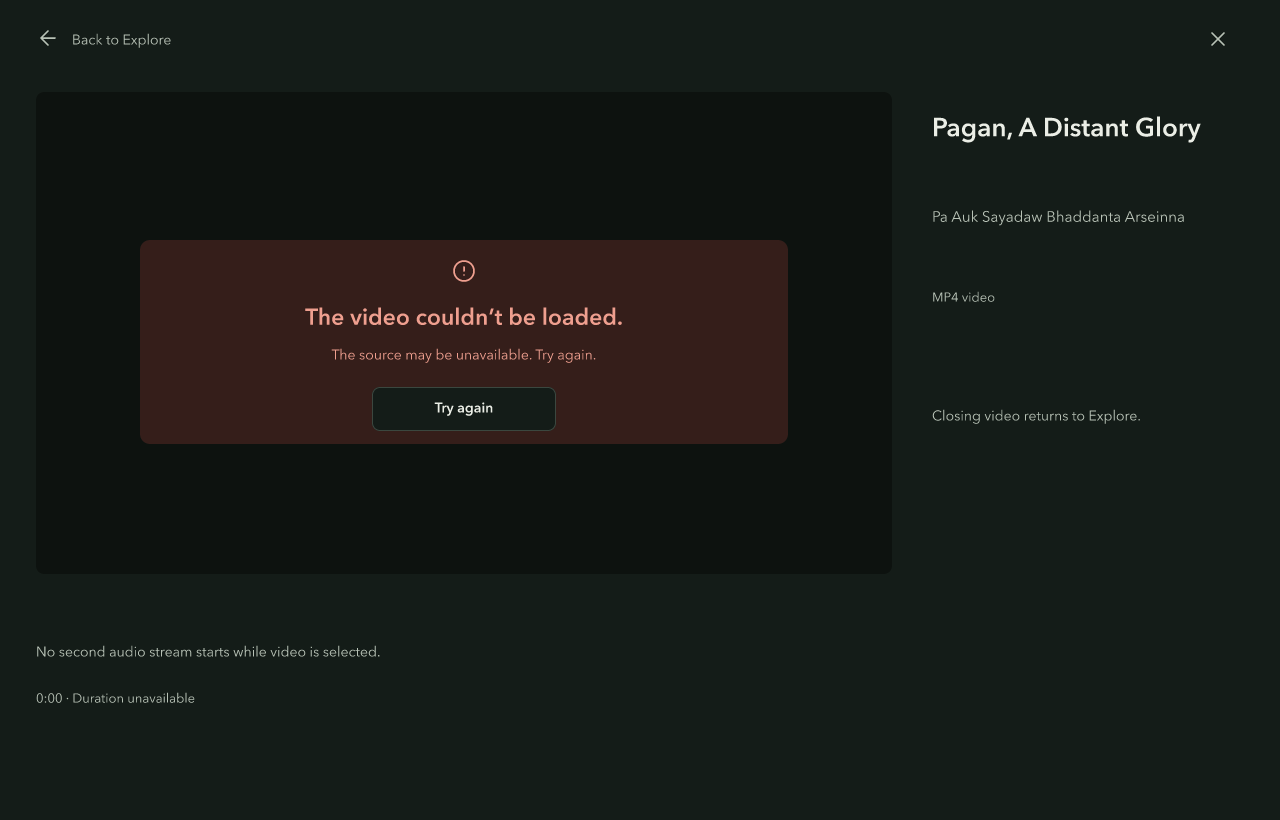 Back to Explore
Pagan, A Distant Glory
Pa Auk Sayadaw Bhaddanta Arseinna
MP4 video
Closing video returns to Explore.
The video couldn’t be loaded.
The source may be unavailable. Try again.
Try again
No second audio stream starts while video is selected.
0:00 · Duration unavailable